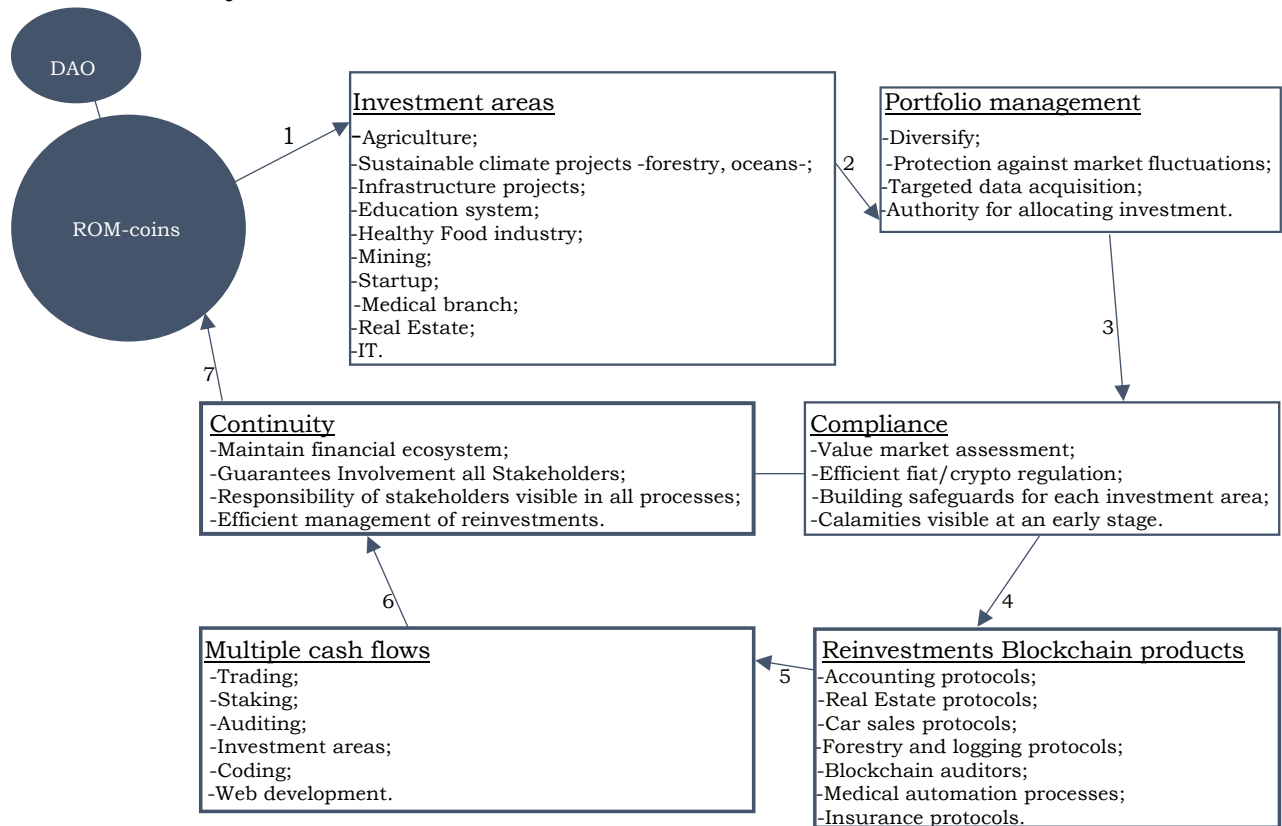 DAO
ROM-coins
1
Investment areas
-Agriculture;
-Sustainable climate projects -forestry, oceans-;
-Infrastructure projects;
-Education system;
-Healthy Food industry;
-Mining;
-Startup;
-Medical branch;
-Real Estate;
-IT.
2
Portfolio management
-Diversify;
-Protection against market fluctuations;
-Targeted data acquisition;
-Authority for allocating investment.
3
Compliance
-Value market assessment;
-Efficient fiat/crypto regulation;
-Building safeguards for each investment area;
-Calamities visible at an early stage.
4
Reinvestments Blockchain products
-Accounting protocols;
-Real Estate protocols;
-Car sales protocols;
-Forestry and logging protocols;
-Blockchain auditors;
-Medical automation processes;
-Insurance protocols.
5
Multiple cash flows
-Trading;
-Staking;
-Auditing;
-Investment areas;
-Coding;
-Web development.
6
Continuity
-Maintain financial ecosystem;
-Guarantees Involvement all Stakeholders;
-Responsibility of stakeholders visible in all processes;
-Efficient management of reinvestments.
7